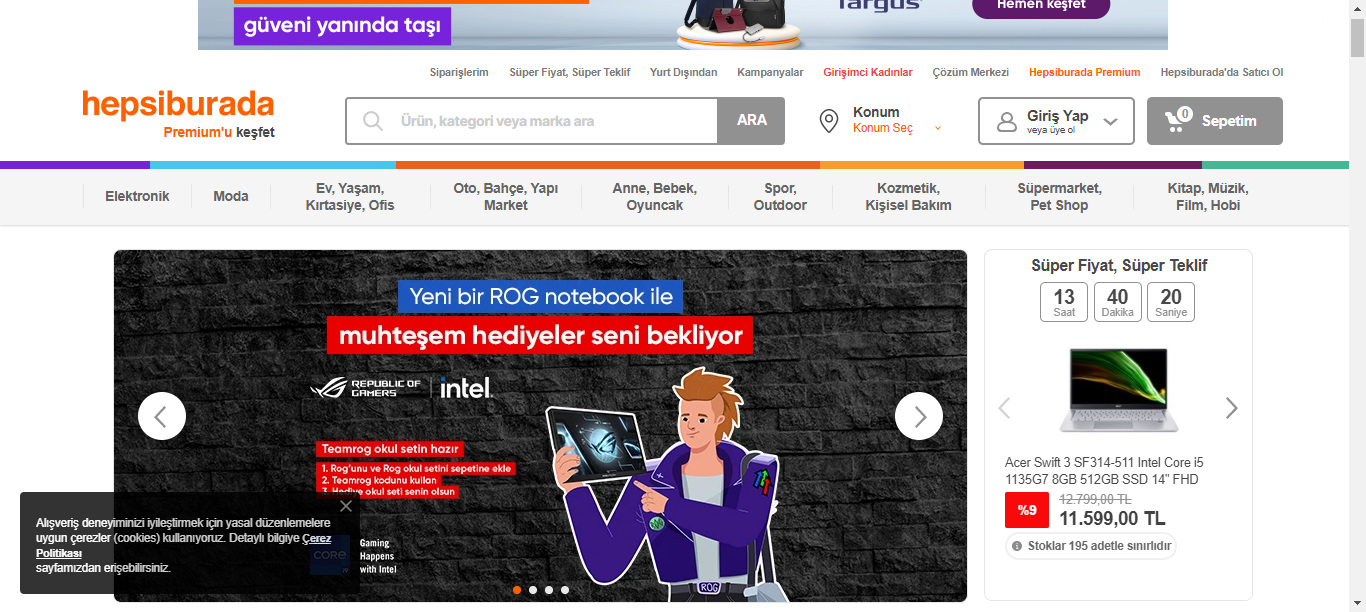 güveni yanında taşı
Targus
Hemen keşfet
Siparişlerim
Süper Fiyat, Süper Teklif
Yurt Dışından
Kampanyalar
Girişimci Kadınlar
Çözüm Merkezi
Hepsiburada Premium
Hepsiburada'da Satıcı Ol
hepsiburada
Premium'u keşfet
Ürün, kategori veya marka ara
ARA
Konum
Konum Seç
Giriş Yap
veya üye ol
0
Sepetim
Elektronik
Moda
Ev, Yaşam,
Kırtasiye, Ofis
Oto, Bahçe, Yapı
Market
Anne, Bebek,
Oyuncak
Spor,
Outdoor
Kozmetik,
Kişisel Bakım
Süpermarket,
Pet Shop
Kitap, Müzik,
Film, Hobi
Yeni bir ROG notebook ile
muhteşem hediyeler seni bekliyor
REPUBLIC OF
GAMERS
intel.
Teamrog okul setin hazır
1. Rog'unu ve Rog okul setini sepetine ekle
2. Teamrog kodunu kullan
3. Hediye okul seti senin olsun
CORE
Gaming
Happens
with Intel
ROG
Alışveriş deneyiminizi iyileştirmek için yasal düzenlemelere
uygun çerezler (cookies) kullanıyoruz. Detaylı bilgiye Çerez
Politikası
sayfamızdan erişebilirsiniz.
Süper Fiyat, Süper Teklif
13 40 20
Saat Dakika Saniye
Acer Swift 3 SF314-511 Intel Core i5
1135G7 8GB 512GB SSD 14" FHD
%9
12.799,00 TL
11.599,00 TL
Stoklar 195 adetle sınırlıdır